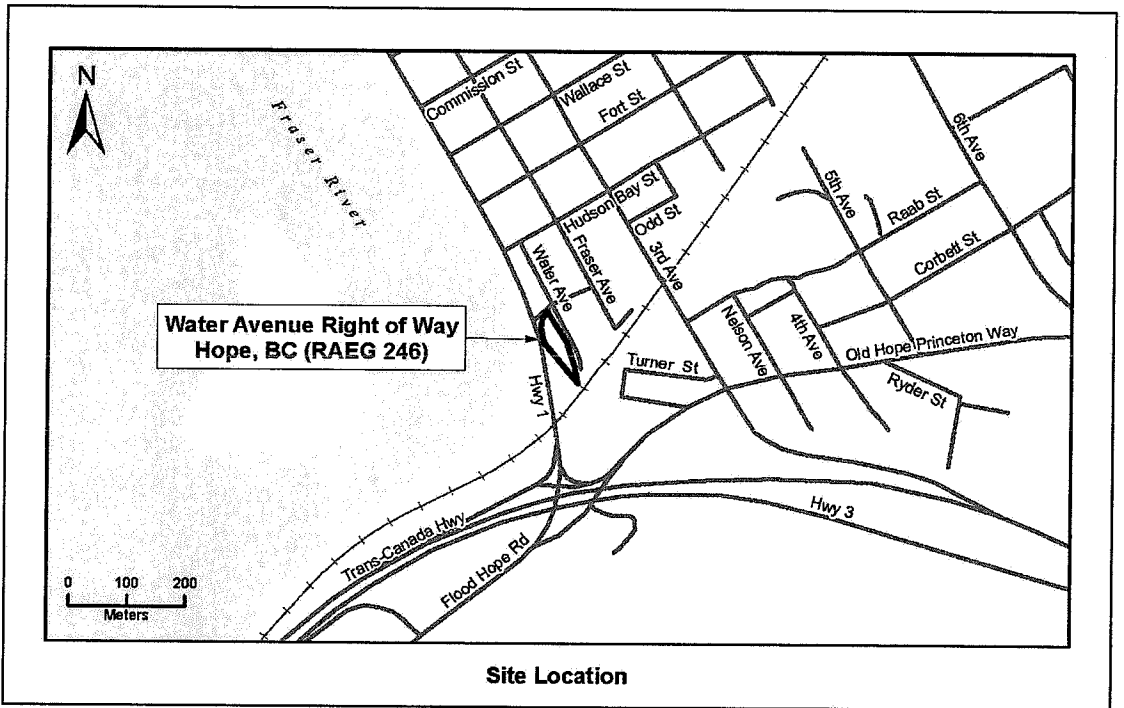 N
Fraser River
Commission St
Wallace St
Fort St
Hudson Bay St
Odd St
Water Ave
Fraser Ave
3rd Ave
5th Ave
6th Ave
Raab St
Corbett St
Nelson Ave
4th Ave
Old Hope Princeton Way
Turner St
Ryder St
Water Avenue Right of Way
Hope, BC (RAEG 246)
Hwy 1
Trans-Canada Hwy
Hwy 3
Flood Hope Rd
0 100 200
Meters
Site Location